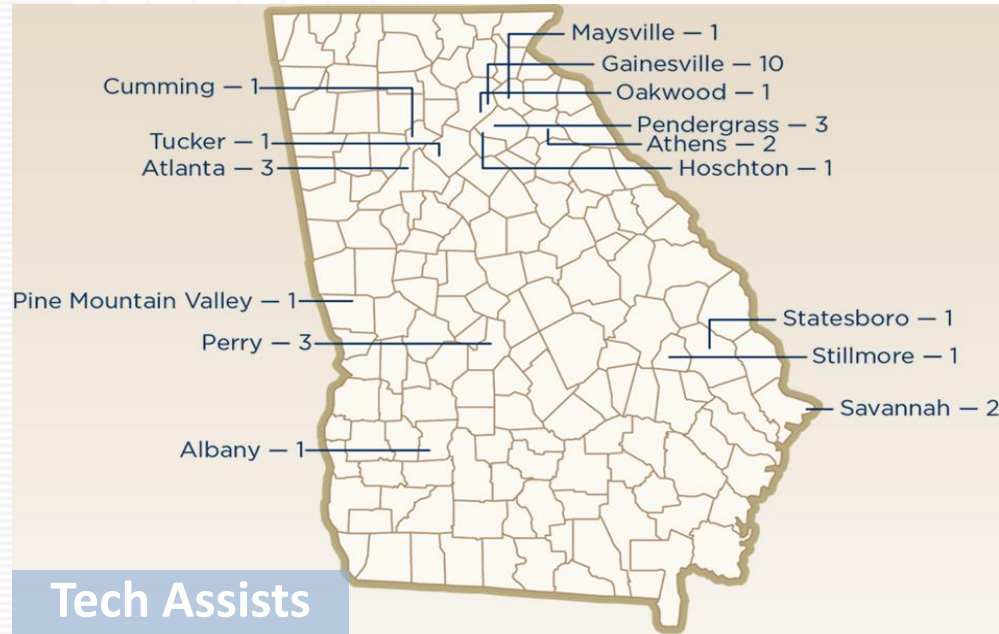 Maysville — 1
Gainesville — 10
Cumming — 1
Oakwood — 1
Pendergrass — 3
Tucker — 1
Athens — 2
Atlanta — 3
Hoschton — 1
Pine Mountain Valley — 1
Statesboro — 1
Perry — 3
Stillmore — 1
Savannah — 2
Albany — 1
Tech Assists